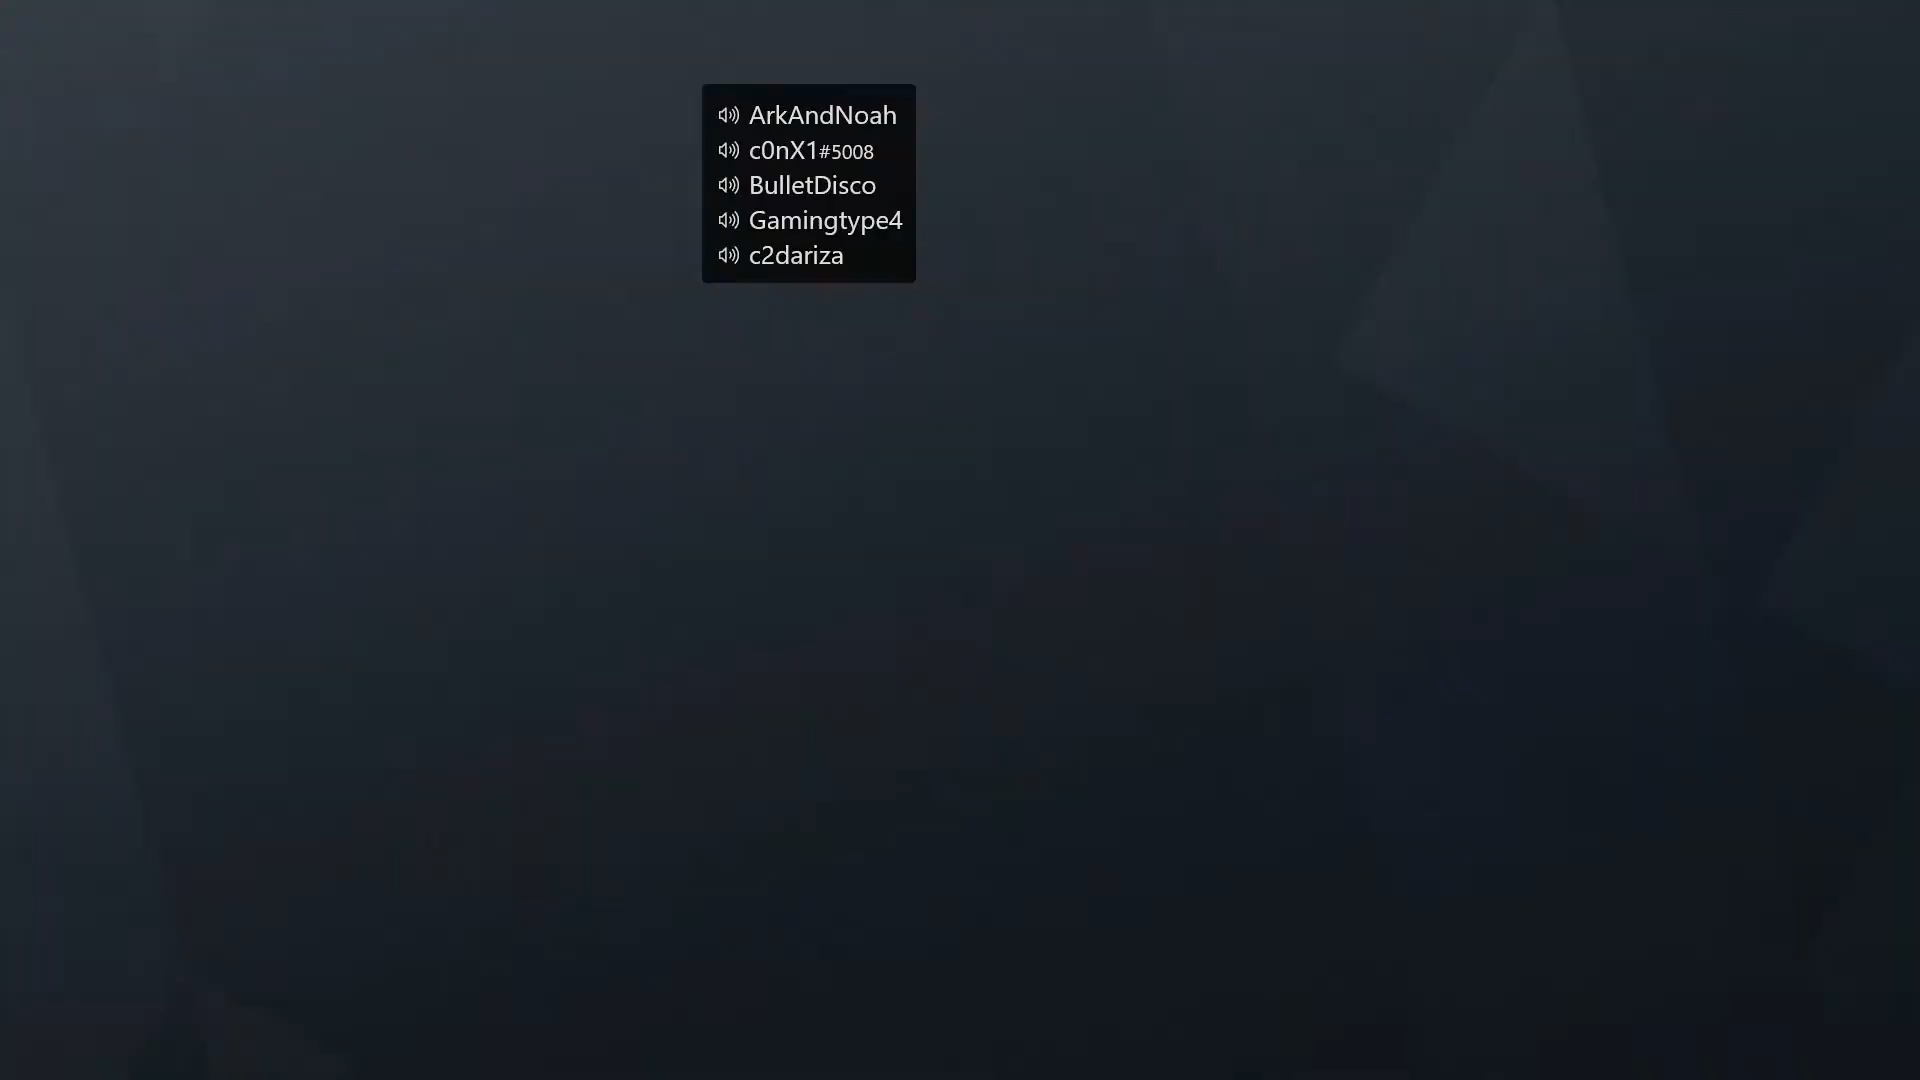 ArkAndNoah
c0nX1#5008
BulletDisco
Gamingtype4
c2dariza